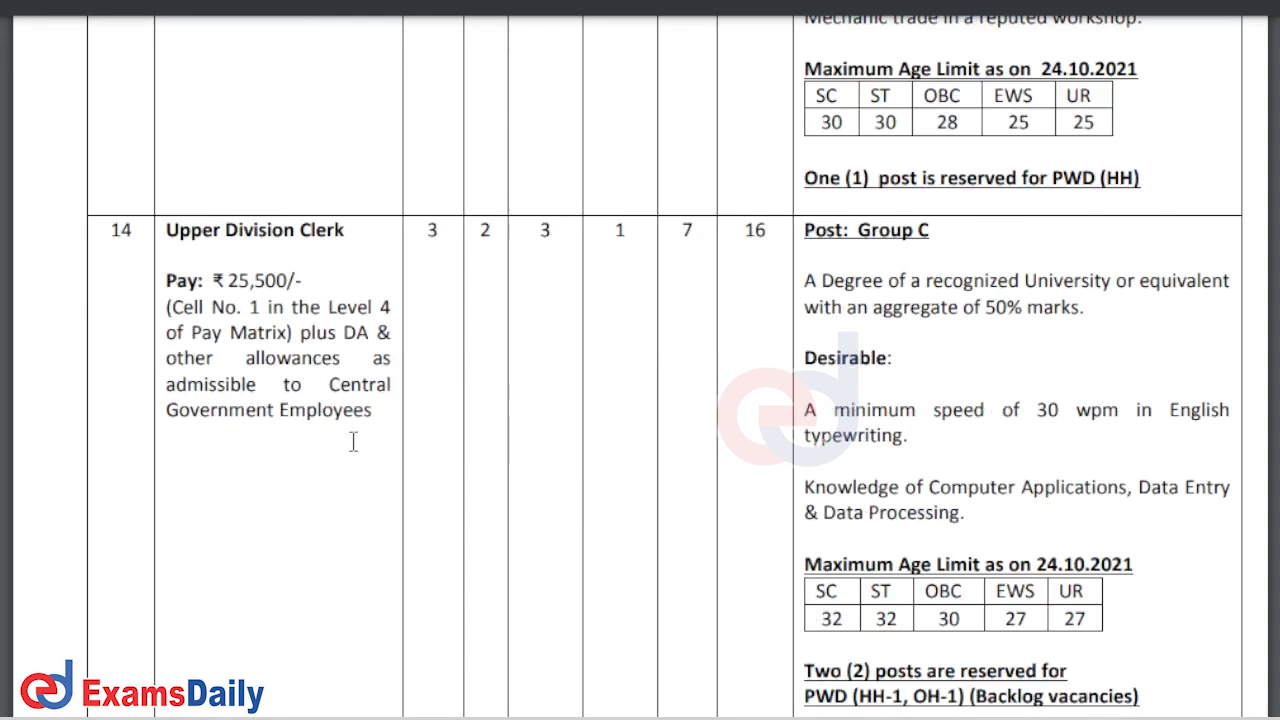 Mechanic trade in a reputed workshop.
Maximum Age Limit as on 24.10.2021
SC ST OBC EWS UR
30 30 28 25 25
One (1) post is reserved for PWD (HH)
14 Upper Division Clerk 3 2 3 1 7 16 Post: Group C
Pay: ₹ 25,500/-
(Cell No. 1 in the Level 4
of Pay Matrix) plus DA &
other allowances as
admissible to Central
Government Employees
A Degree of a recognized University or equivalent
with an aggregate of 50% marks.
Desirable:
A minimum speed of 30 wpm in English
typewriting.
Knowledge of Computer Applications, Data Entry
& Data Processing.
Maximum Age Limit as on 24.10.2021
SC ST OBC EWS UR
32 32 30 27 27
Two (2) posts are reserved for
PWD (HH-1, OH-1) (Backlog vacancies)
ed ExamsDaily